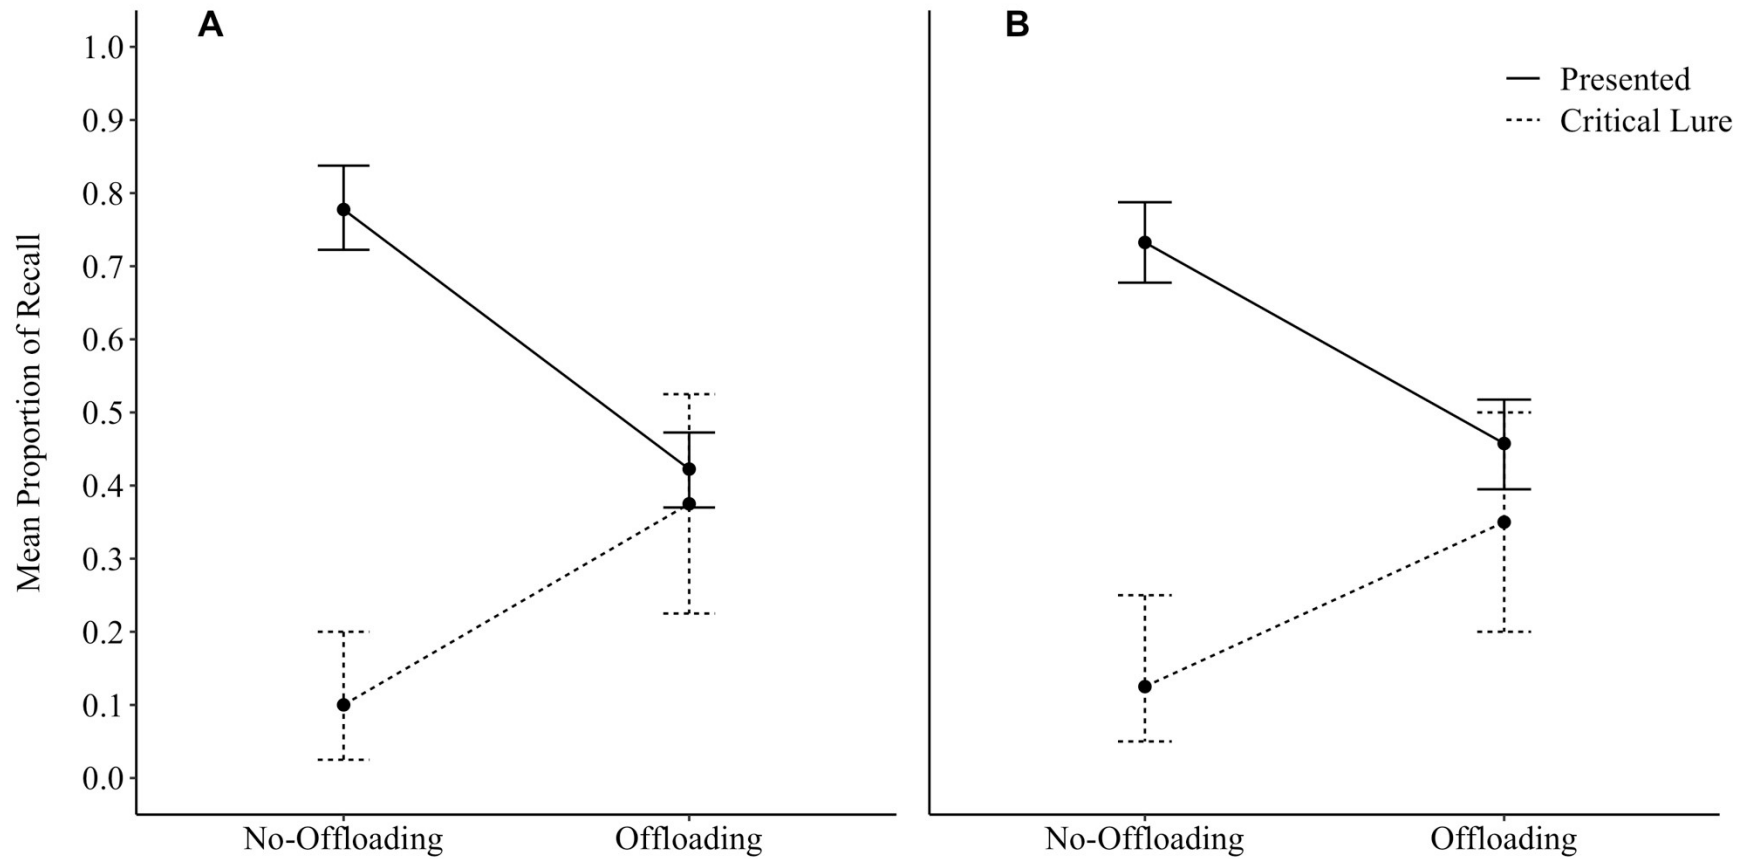 A
B
Presented
Critical Lure
Mean Proportion of Recall
1.0
0.9
0.8
0.7
0.6
0.5
0.4
0.3
0.2
0.1
0.0
No-Offloading
Offloading
No-Offloading
Offloading